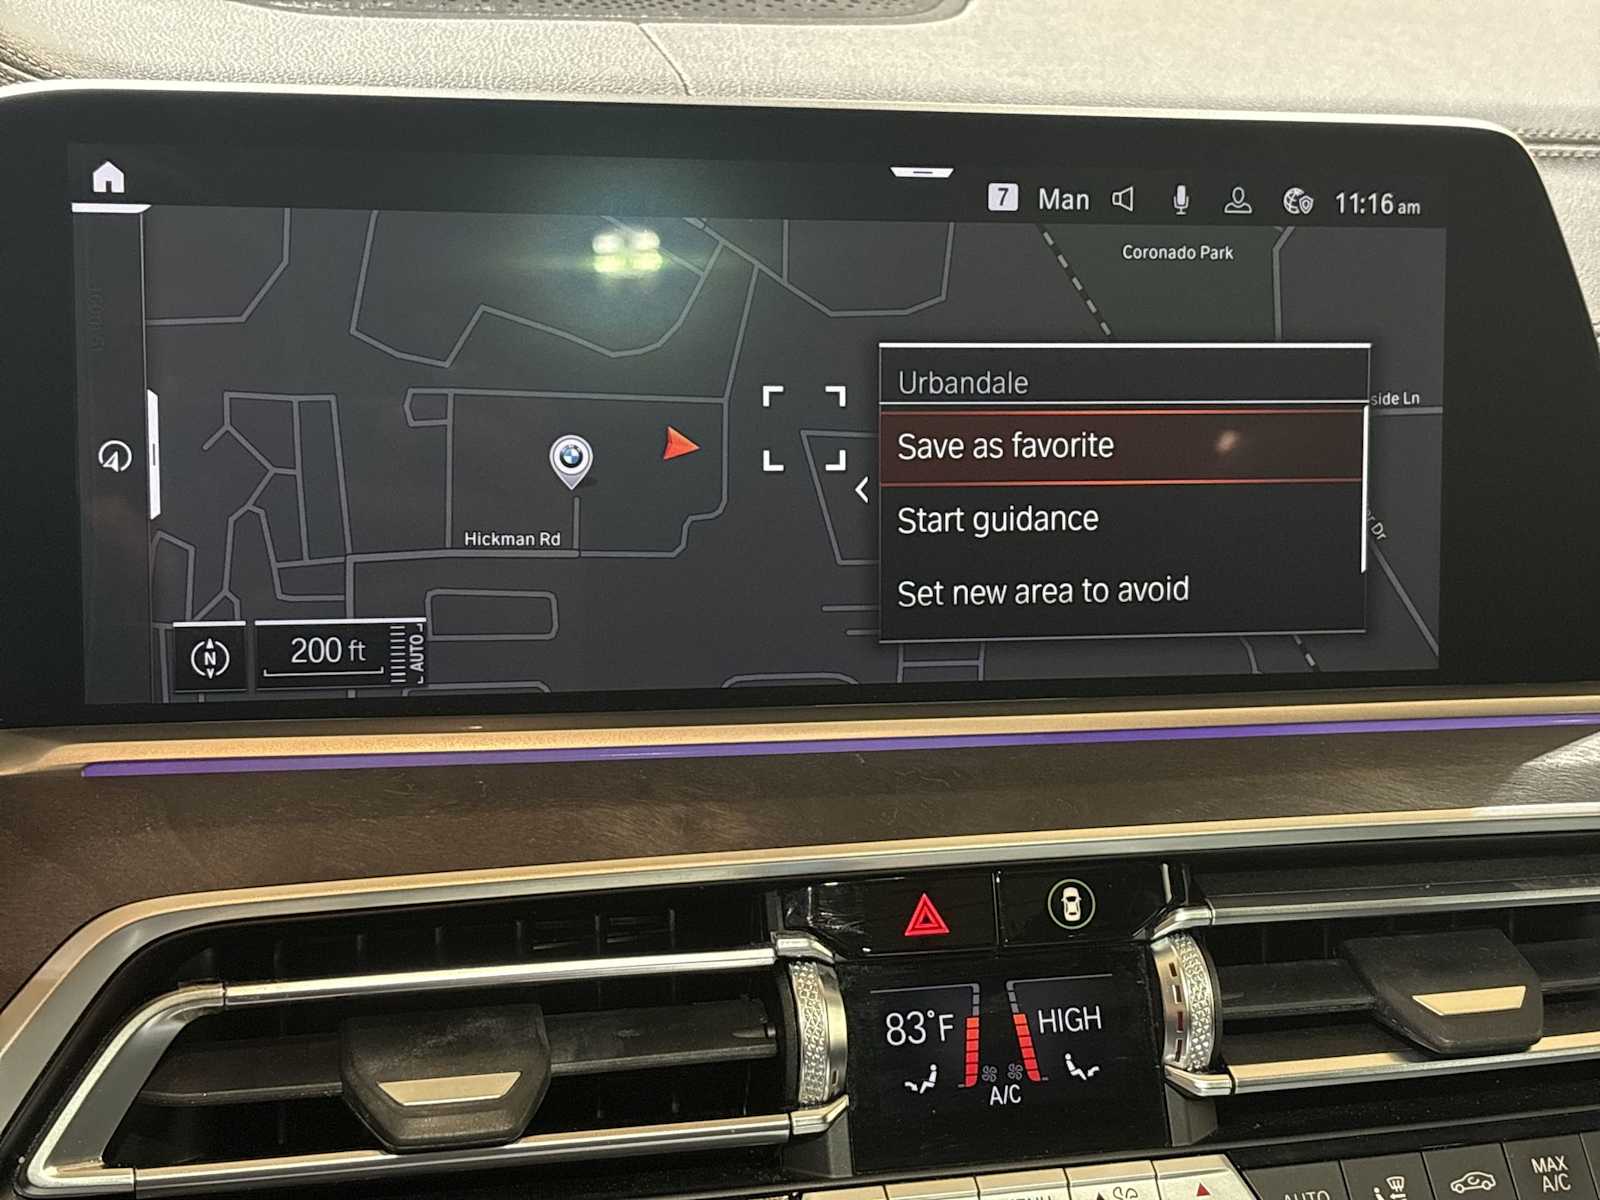 7 Man 11:16 am
Coronado Park
Urbandale
side Ln
Save as favorite
Start guidance
Hickman Rd
Set new area to avoid
N 200 ft AUTO
83°F HIGH
A/C
AUTO
MAX
A/C